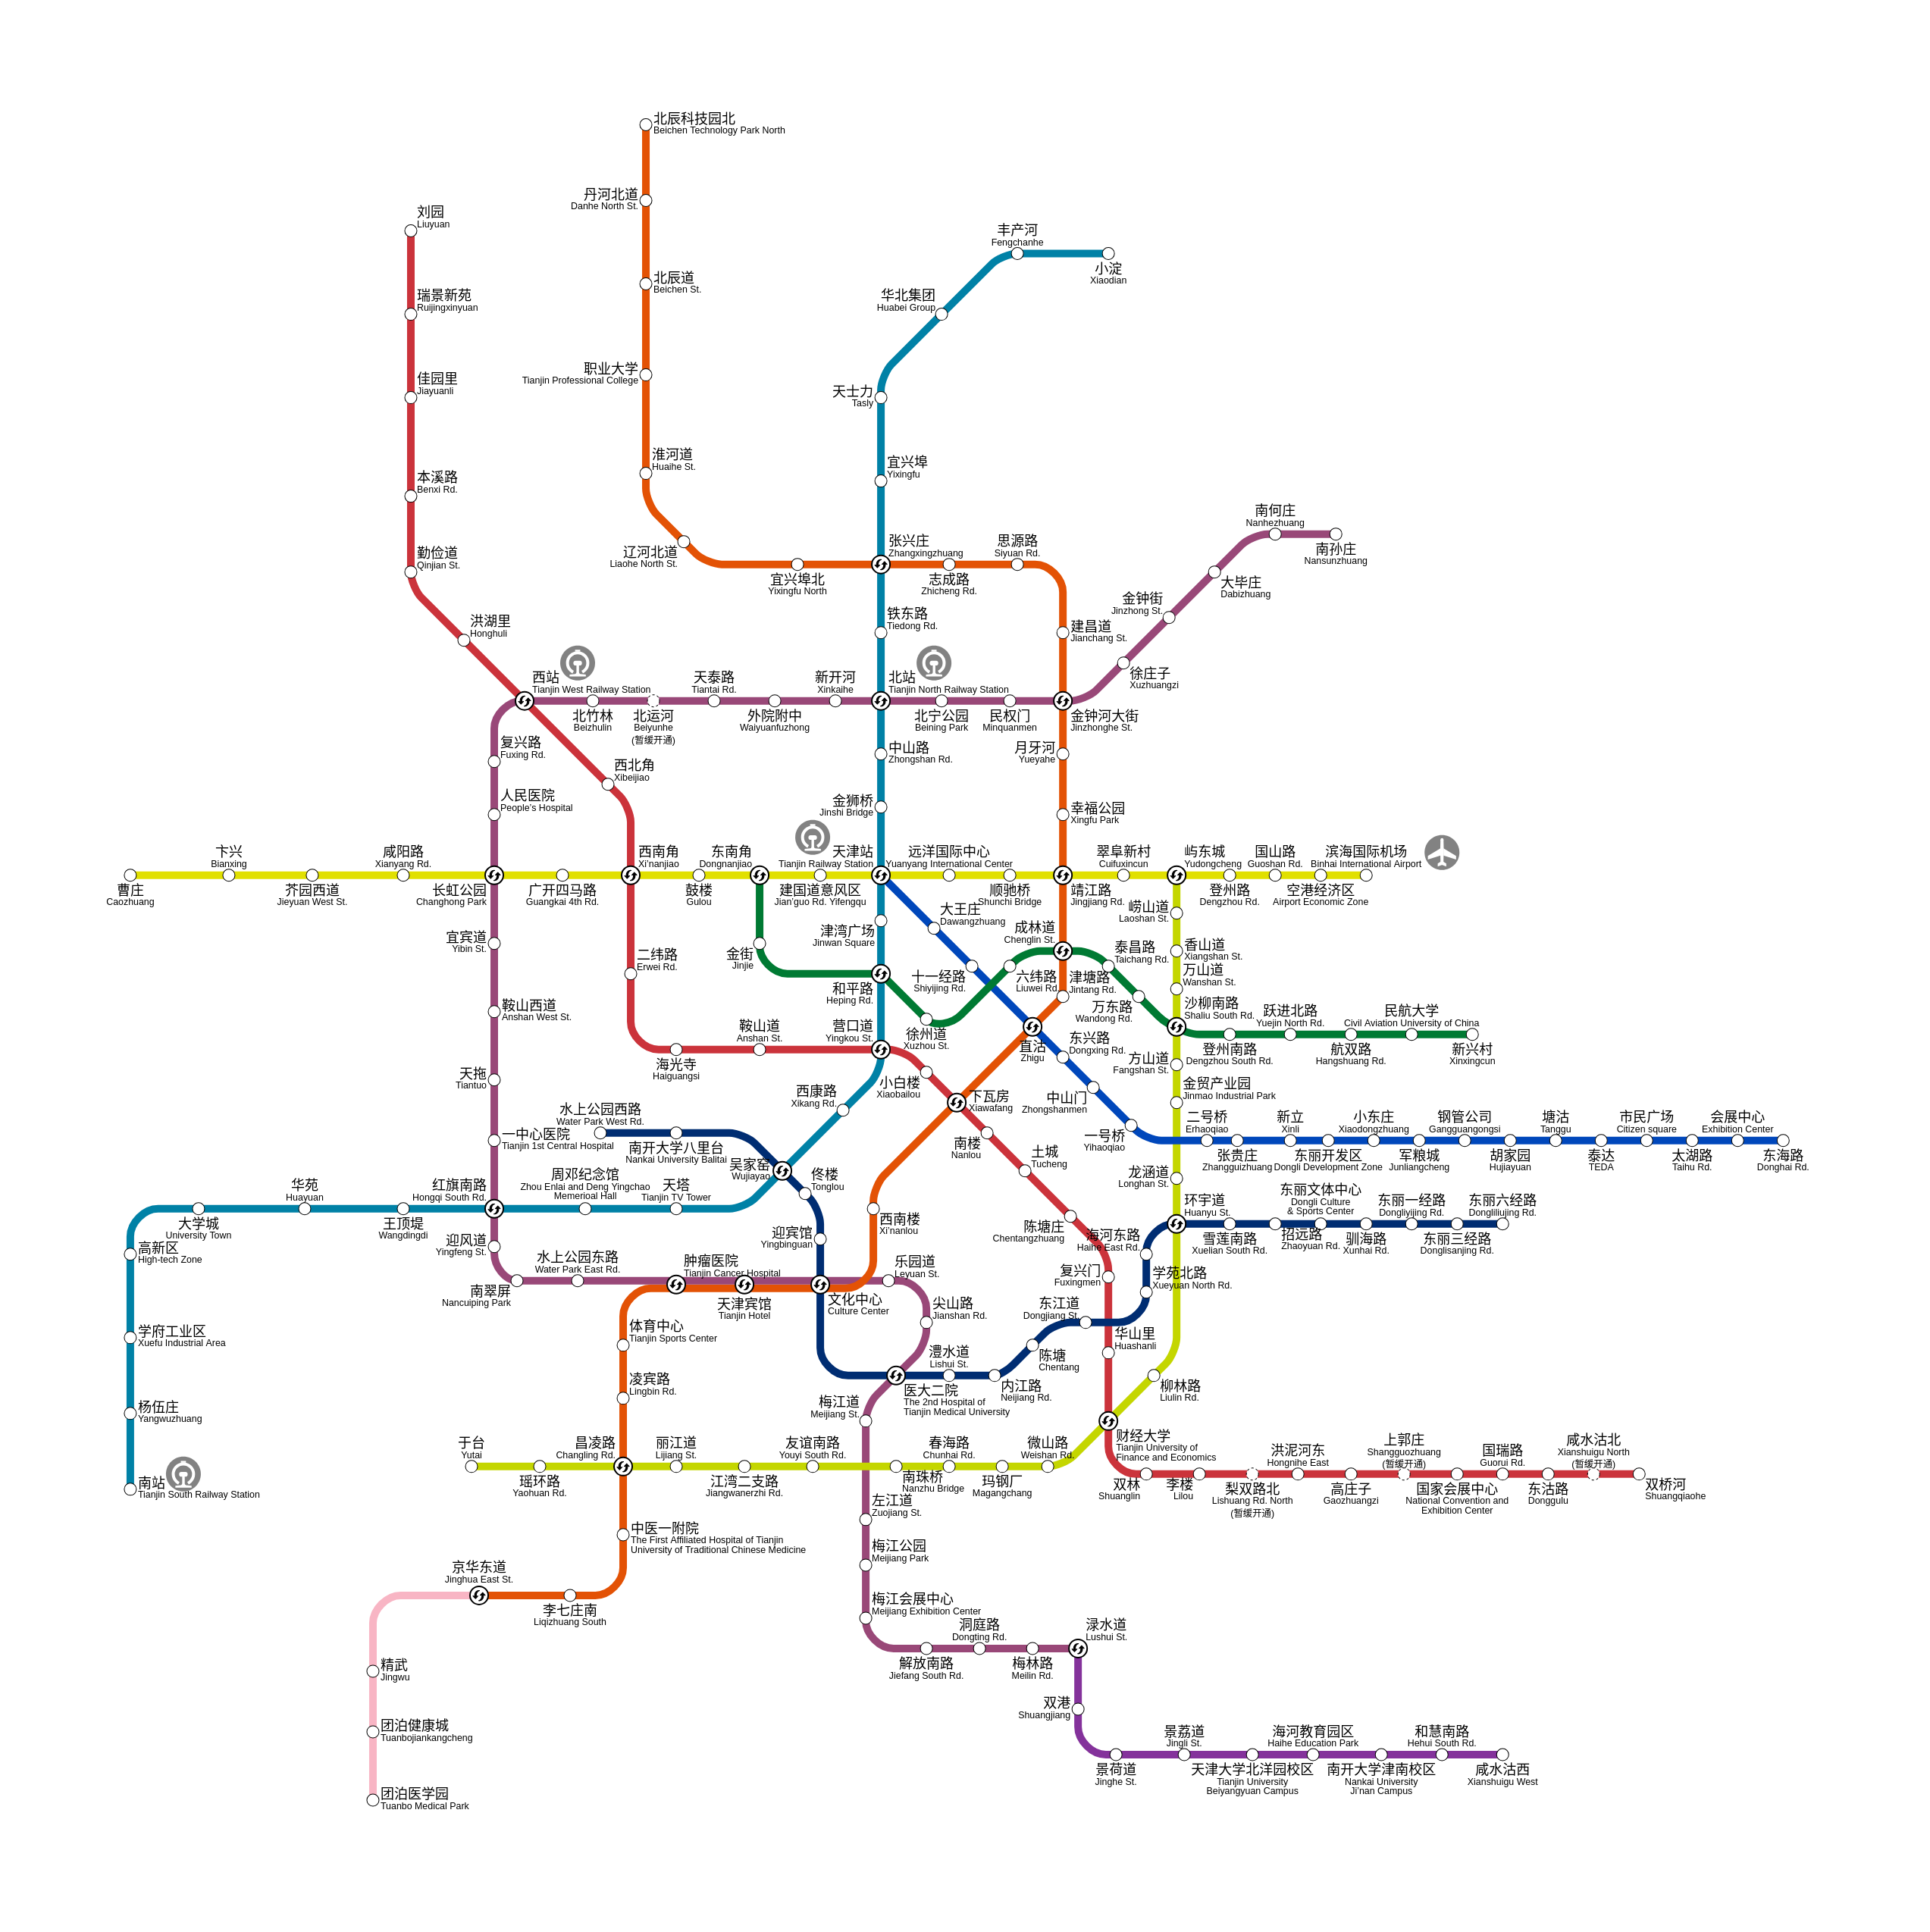 北辰科技园北
Beichen Technology Park North
丹河北道
Danhe North St.
刘园
Liuyuan
丰产河
Fengchanhe
小淀
Xiaodian
北辰道
Beichen St.
瑞景新苑
Ruijingxinyuan
华北集团
Huabei Group
职业大学
Tianjin Professional College
佳园里
Jiayuanli
天士力
Tasly
淮河道
Huaihe St.
宜兴埠
Yixingfu
本溪路
Benxi Rd.
南何庄
Nanhezhuang
南孙庄
Nansunzhuang
勤俭道
Qinjian St.
辽河北道
Liaohe North St.
张兴庄
Zhangxingzhuang
思源路
Siyuan Rd.
宜兴埠北
Yixingfu North
志成路
Zhicheng Rd.
大毕庄
Dabizhuang
金钟街
Jinzhong St.
洪湖里
Honghuli
铁东路
Tiedong Rd.
建昌道
Jianchang St.
徐庄子
Xuzhuangzi
西站
Tianjin West Railway Station
天泰路
Tiantai Rd.
新开河
Xinkaihe
北站
Tianjin North Railway Station
北竹林
Beizhulin
北运河
Beiyunhe
(暂缓开通)
外院附中
Waiyuanfuzhong
北宁公园
Beining Park
民权门
Minquanmen
金钟河大街
Jinzhonghe St.
复兴路
Fuxing Rd.
中山路
Zhongshan Rd.
月牙河
Yueyahe
西北角
Xibeijiao
人民医院
People's Hospital
金狮桥
Jinshi Bridge
幸福公园
Xingfu Park
卞兴
Bianxing
咸阳路
Xianyang Rd.
西南角
Xi'nanjiao
东南角
Dongnanjiao
天津站
Tianjin Railway Station
远洋国际中心
Yuanyang International Center
翠阜新村
Cuifuxincun
屿东城
Yudongcheng
国山路
Guoshan Rd.
滨海国际机场
Binhai International Airport
曹庄
Caozhuang
芥园西道
Jieyuan West St.
长虹公园
Changhong Park
广开四马路
Guangkai 4th Rd.
鼓楼
Gulou
建国道意风区
Jian'guo Rd. Yifengqu
顺驰桥
Shunchi Bridge
靖江路
Jingjiang Rd.
登州路
Dengzhou Rd.
空港经济区
Airport Economic Zone
崂山道
Laoshan St.
大王庄
Dawangzhuang
宜宾道
Yibin St.
二纬路
Erwei Rd.
金街
Jinjie
津湾广场
Jinwan Square
成林道
Chenglin St.
泰昌路
Taichang Rd.
香山道
Xiangshan St.
万山道
Wanshan St.
十一经路
Shiyijing Rd.
六纬路
Liuwei Rd.
津塘路
Jintang Rd.
和平路
Heping Rd.
鞍山西道
Anshan West St.
万东路
Wandong Rd.
沙柳南路
Shaliu South Rd.
跃进北路
Yuejin North Rd.
民航大学
Civil Aviation University of China
鞍山道
Anshan St.
营口道
Yingkou St.
徐州道
Xuzhou St.
直沽
Zhigu
东兴路
Dongxing Rd.
登州南路
Dengzhou South Rd.
航双路
Hangshuang Rd.
新兴村
Xinxingcun
海光寺
Haiguangsi
方山道
Fangshan St.
天拖
Tiantuo
西康路
Xikang Rd.
小白楼
Xiaobailou
下瓦房
Xiawafang
中山门
Zhongshanmen
金贸产业园
Jinmao Industrial Park
水上公园西路
Water Park West Rd.
二号桥
Erhaoqiao
新立
Xinli
小东庄
Xiaodongzhuang
钢管公司
Gangguangongsi
塘沽
Tanggu
市民广场
Citizen square
会展中心
Exhibition Center
一中心医院
Tianjin 1st Central Hospital
南开大学八里台
Nankai University Balitai
南楼
Nanlou
一号桥
Yihaoqiao
土城
Tucheng
张贵庄
Zhangguizhuang
东丽开发区
Dongli Development Zone
军粮城
Junliangcheng
胡家园
Hujiayuan
泰达
TEDA
太湖路
Taihu Rd.
东海路
Donghai Rd.
吴家窑
Wujiayao
佟楼
Tonglou
周邓纪念馆
Zhou Enlai and Deng Yingchao
Memerioal Hall
天塔
Tianjin TV Tower
龙涵道
Longhan St.
华苑
Huayuan
红旗南路
Hongqi South Rd.
东丽文体中心
Dongli Culture
& Spots Center
环宇道
Huanyu St.
东丽一经路
Dongliyijing Rd.
东丽六经路
Dongliliujing Rd.
大学城
University Town
王顶堤
Wangdingdi
西南楼
Xi'nanlou
陈塘庄
Chentangzhuang
迎宾馆
Yingbinguan
海河东路
Haihe East Rd.
雪莲南路
Xuelian South Rd.
招远路
Zhaoyuan Rd.
驯海路
Xunhai Rd.
东丽三经路
Donglisanjing Rd.
高新区
High-tech Zone
迎风道
Yingfeng St.
水上公园东路
Water Park East Rd.
肿瘤医院
Tianjin Cancer Hospital
乐园道
Leyuan St.
复兴门
Fuxingmen
学苑北路
Xueyuan North Rd.
南翠屏
Nancuiping Park
天津宾馆
Tianjin Hotel
文化中心
Culture Center
尖山路
Jianshan Rd.
东江道
Dongjiang St.
学府工业区
Xuefu Industrial Area
体育中心
Tianjin Sports Center
华山里
Huashanli
澧水道
Lishui St.
陈塘
Chentang
凌宾路
Lingbin Rd.
医大二院
The 2nd Hospital of
Tianjin Medical University
内江路
Neijiang Rd.
柳林路
Liulin Rd.
杨伍庄
Yangwuzhuang
梅江道
Meijiang St.
于台
Yutai
昌凌路
Changling Rd.
丽江道
Lijiang St.
友谊南路
Youyi South Rd.
春海路
Chunhai Rd.
微山路
Weishan Rd.
财经大学
Tianjin University of
Finance and Economics
洪泥河东
Hongnihe East
上郭庄
Shangguozhuang
(暂缓开通)
国瑞路
Guorui Rd.
咸水沽北
Xianshuigu North
(暂缓开通)
南站
Tianjin South Railway Station
瑶环路
Yaohuan Rd.
江湾二支路
Jiangwanerzhi Rd.
南珠桥
Nanzhu Bridge
玛钢厂
Magangchang
双林
Shuanglin
李楼
Lilou
梨双路北
Lishuang Rd. North
(暂缓开通)
高庄子
Gaozhuangzi
国家会展中心
National Convention and
Exhibition Center
东沽路
Donggulu
双桥河
Shuangqiaohe
左江道
Zuojiang St.
中医一附院
The First Affiliated Hospital of Tianjin
University of Traditional Chinese Medicine
梅江公园
Meijiang Park
京华东道
Jinghua East St.
李七庄南
Liqizhuang South
梅江会展中心
Meijiang Exhibition Center
洞庭路
Dongting Rd.
渌水道
Lushui St.
解放南路
Jiefang South Rd.
梅林路
Meilin Rd.
精武
Jingwu
双港
Shuangjiang
团泊健康城
Tuanbojiankangcheng
景荔道
Jingli St.
海河教育园区
Haihe Education Park
和慧南路
Hehui South Rd.
景荷道
Jinghe St.
天津大学北洋园校区
Tianjin University
Beiyangyuan Campus
南开大学津南校区
Nankai University
Ji'nan Campus
咸水沽西
Xianshuigu West
团泊医学园
Tuanbo Medical Park